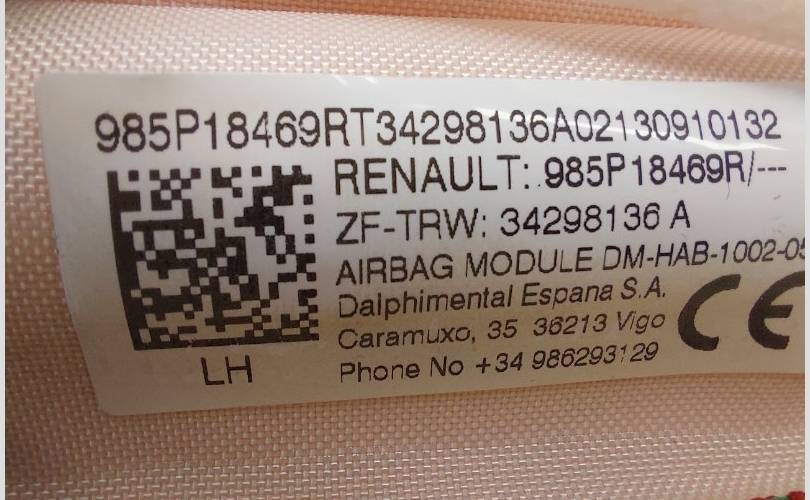 985P18469RT34298136A02130910132
RENAULT: 985P18469R/---
ZF-TRW: 34298136 A
AIRBAG MODULE DM-HAB-1002-05
Dalphimental Espana S.A.
Caramuxo, 35 36213 Vigo
Phone No +34 986293129
CE
LH